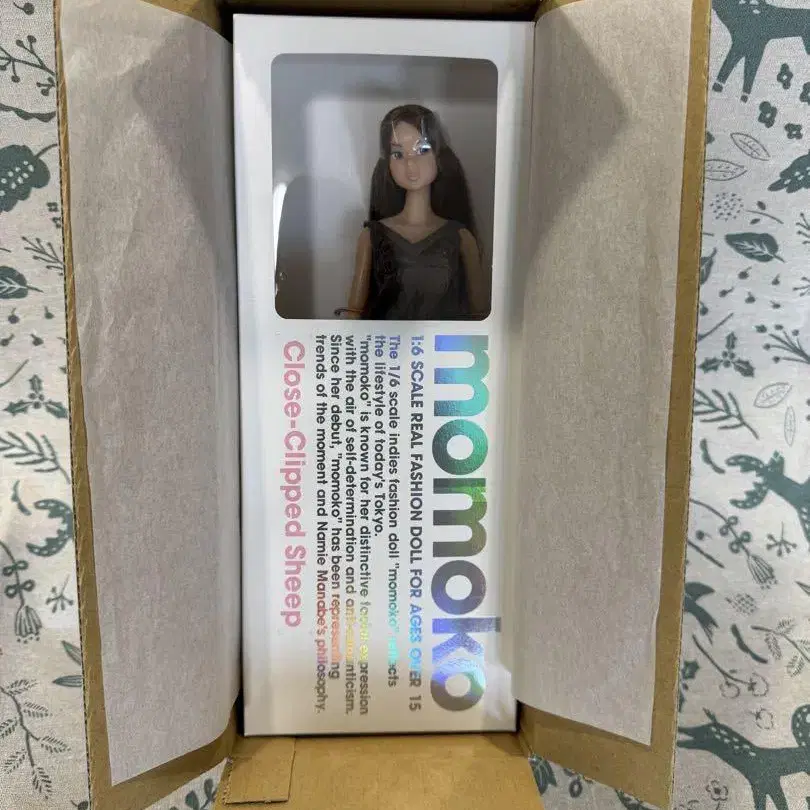 momoko
1:6 SCALE REAL FASHION DOLL FOR AGES OVER 15
The 1/6 scale indies fashion doll "momoko" reflects
the lifestyle of today's Tokyo.
"momoko" is known for her distinctive facial expression
with the air of self-determination and anti-romanticism.
Since her debut, "momoko" has been representing
trends of the moment and Namie Manabe's philosophy.
Close-Clipped Sheep